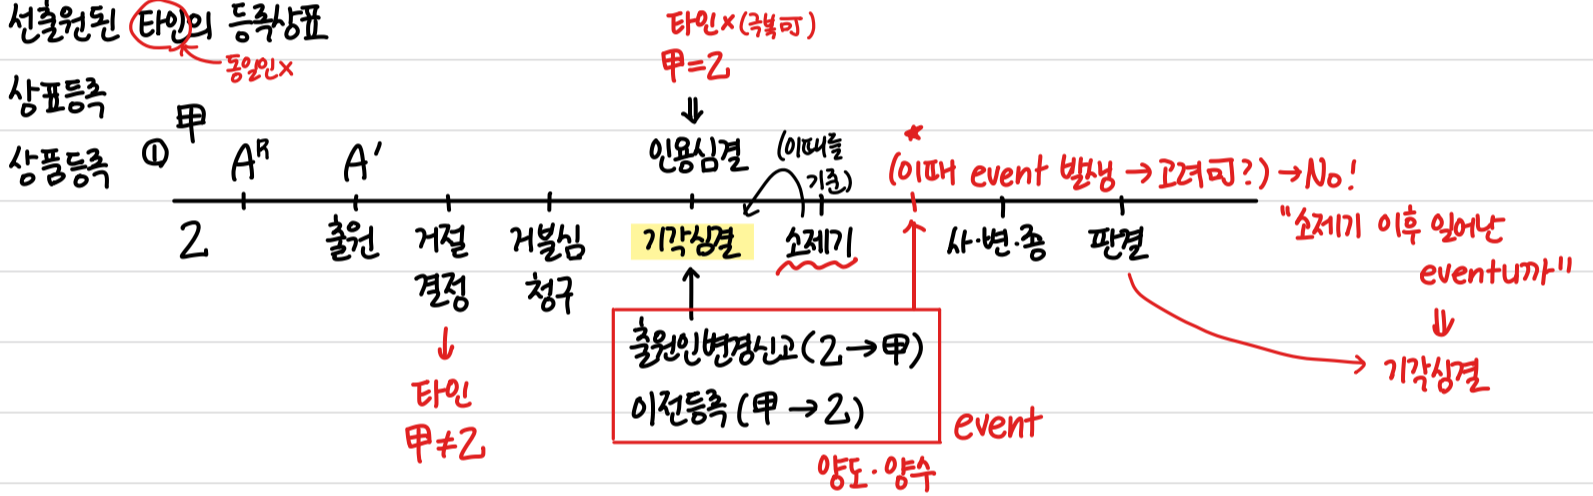 선출원된 타인의 등록상표
동일인×
타인×(극복可)
甲=乙
상표등록
甲
인용심결
(이때를 기준)
*
상품등록 ① Aᴿ A'
(이때 event 발생 → 고려可?) → No!
"소제기 이후 일어난
eventu까"
乙
출원
거절
결정
거불심
청구
기각심결
소제기
사·변·종
판결
타인
甲≠乙
출원인변경신고(乙→甲)
이전등록(甲→乙)
event
양도·양수
기각심결